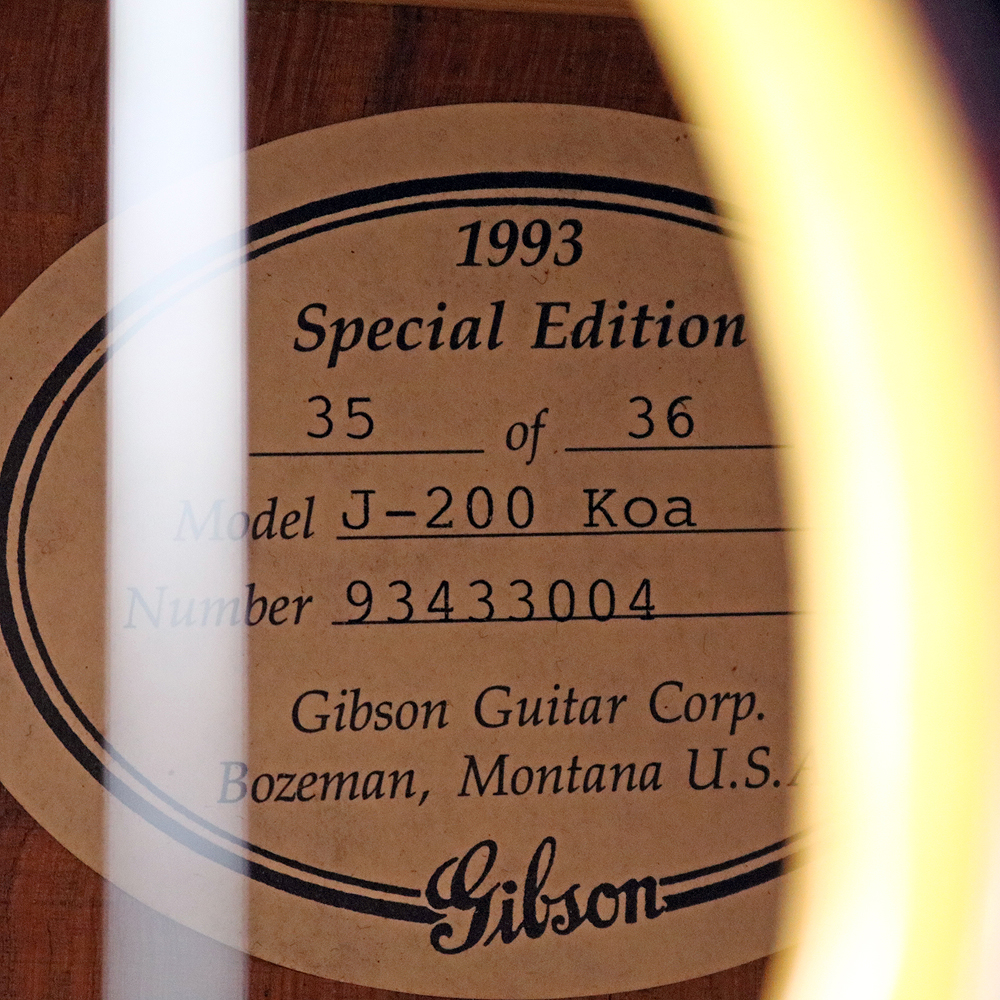 1993
Special Edition
35 of 36
Model J-200 Koa
Number 93433004
Gibson Guitar Corp.
Bozeman, Montana U.S.A
Gibson